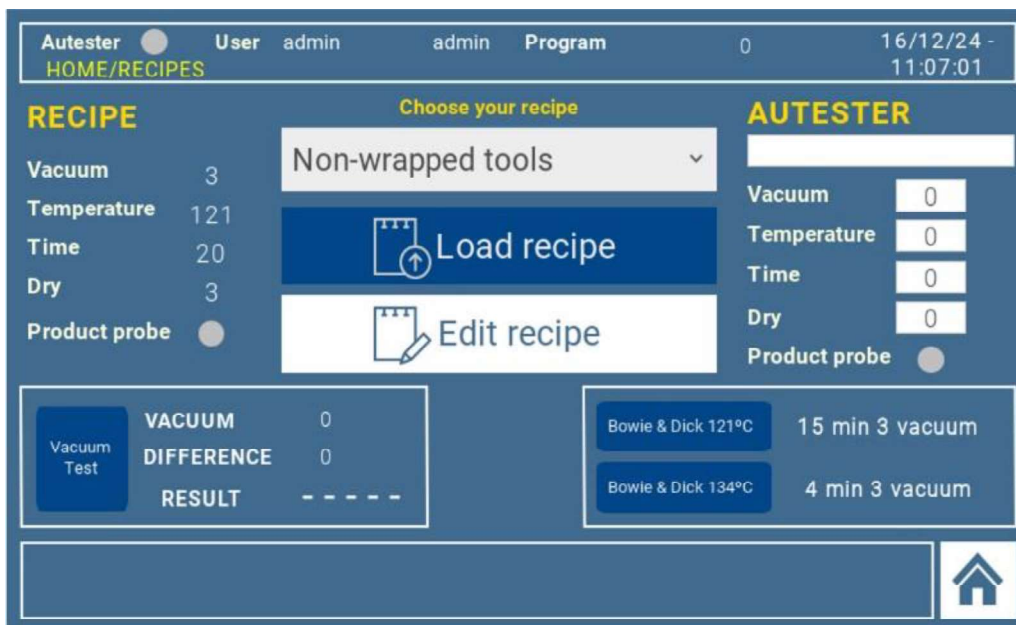 Autester User admin admin Program 0 16/12/24 -
HOME/RECIPES 11:07:01
RECIPE
Vacuum 3
Temperature 121
Time 20
Dry 3
Product probe
Choose your recipe
Non-wrapped tools
Load recipe
Edit recipe
AUTESTER
Vacuum 0
Temperature 0
Time 0
Dry 0
Product probe
Vacuum
Test
VACUUM 0
DIFFERENCE 0
RESULT - - - - -
Bowie & Dick 121ºC 15 min 3 vacuum
Bowie & Dick 134ºC 4 min 3 vacuum